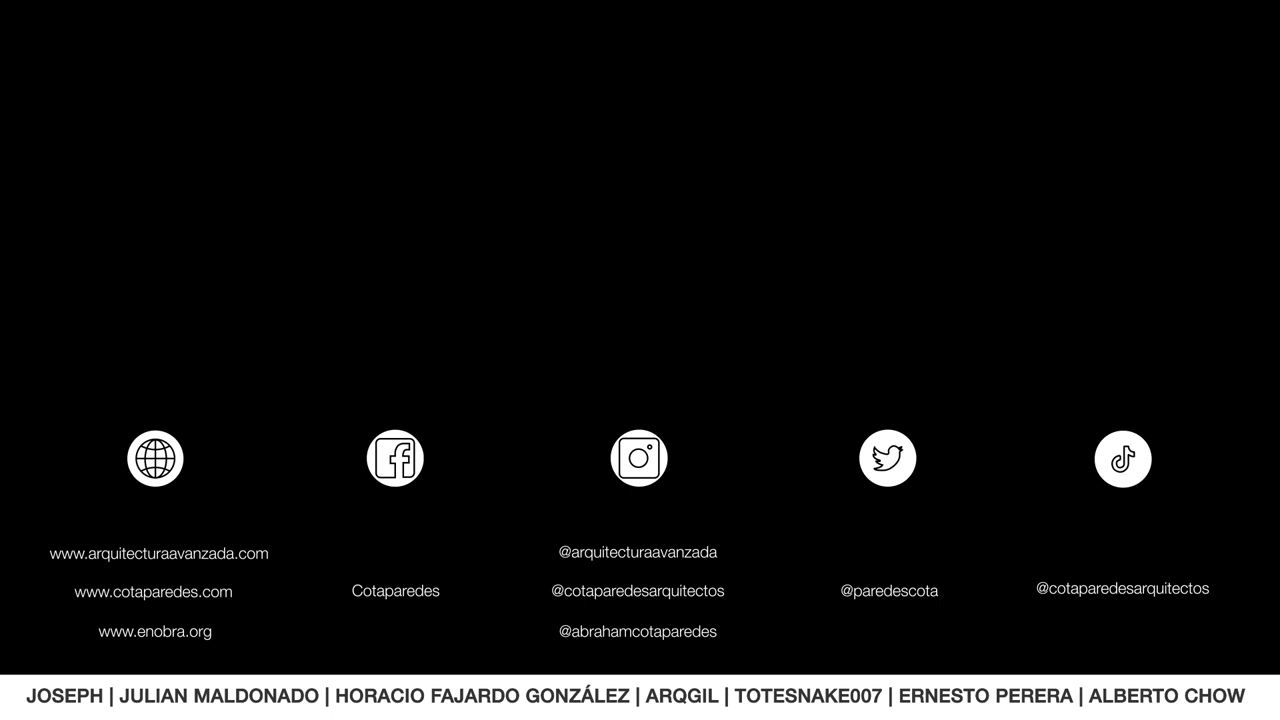 www.arquitecturaavanzada.com
www.cotaparedes.com
www.enobra.org
Cotaparedes
@arquitecturaavanzada
@cotaparedesarquitectos
@abrahamcotaparedes
@paredescota
@cotaparedesarquitectos
JOSEPH | JULIAN MALDONADO | HORACIO FAJARDO GONZÁLEZ | ARQGIL | TOTESNAKE007 | ERNESTO PERERA | ALBERTO CHOW